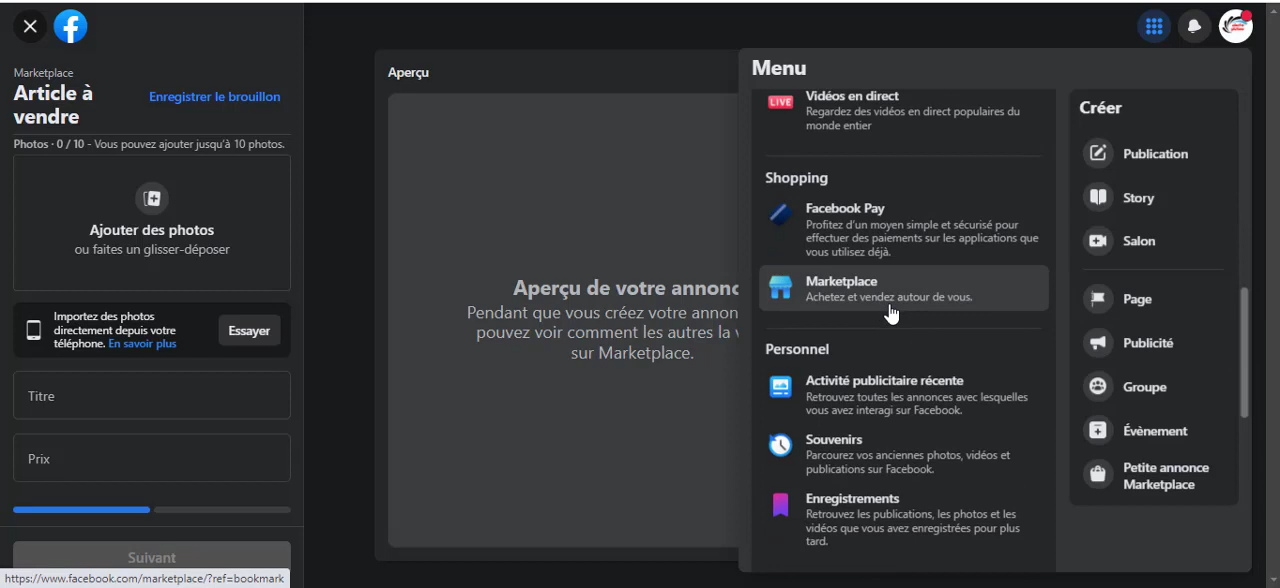 Marketplace
Article à
vendre
Enregistrer le brouillon
Photos · 0 / 10 - Vous pouvez ajouter jusqu'à 10 photos.
Ajouter des photos
ou faites un glisser-déposer
Importez des photos
directement depuis votre
téléphone. En savoir plus
Essayer
Titre
Prix
Suivant
https://www.facebook.com/marketplace/?ref=bookmark
Aperçu
Aperçu de votre annonc
Pendant que vous créez votre annon
pouvez voir comment les autres la v
sur Marketplace.
Menu
LIVE
Vidéos en direct
Regardez des vidéos en direct populaires du
monde entier
Shopping
Facebook Pay
Profitez d'un moyen simple et sécurisé pour
effectuer des paiements sur les applications que
vous utilisez déjà.
Marketplace
Achetez et vendez autour de vous.
Personnel
Activité publicitaire récente
Retrouvez toutes les annonces avec lesquelles
vous avez interagi sur Facebook.
Souvenirs
Parcourez vos anciennes photos, vidéos et
publications sur Facebook.
Enregistrements
Retrouvez les publications, les photos et les
vidéos que vous avez enregistrées pour plus
tard.
Créer
Publication
Story
Salon
Page
Publicité
Groupe
Évènement
Petite annonce
Marketplace